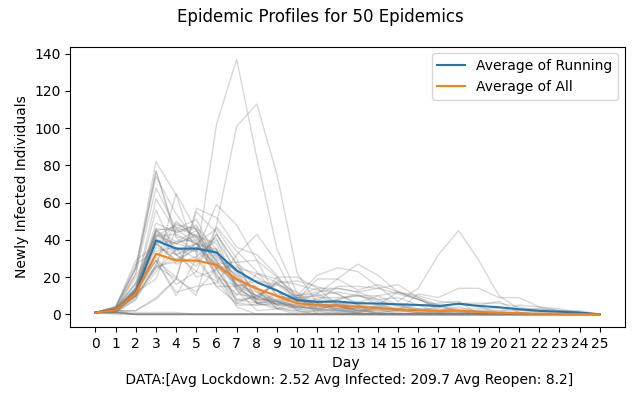 Epidemic Profiles for 50 Epidemics
140
120
100
80
60
40
20
0
Newly Infected Individuals
Average of Running
Average of All
0 1 2 3 4 5 6 7 8 9 10 11 12 13 14 15 16 17 18 19 20 21 22 23 24 25
Day
DATA:[Avg Lockdown: 2.52 Avg Infected: 209.7 Avg Reopen: 8.2]